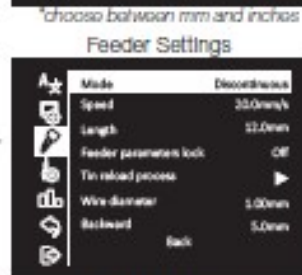 *choose between mm and inches
Feeder Settings
Mode Discontinuous
Speed 20.0mm/s
Length 12.0mm
Feeder parameters lock Off
Tin reload process
Wire diameter 1.00mm
Backward 5.0mm
Back